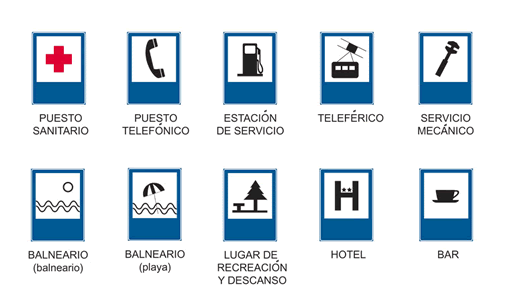 PUESTO
SANITARIO
PUESTO
TELEFÓNICO
ESTACIÓN
DE SERVICIO
TELEFÉRICO
SERVICIO
MECÁNICO
H
BALNEARIO
(balneario)
BALNEARIO
(playa)
LUGAR DE
RECREACIÓN
Y DESCANSO
HOTEL
BAR